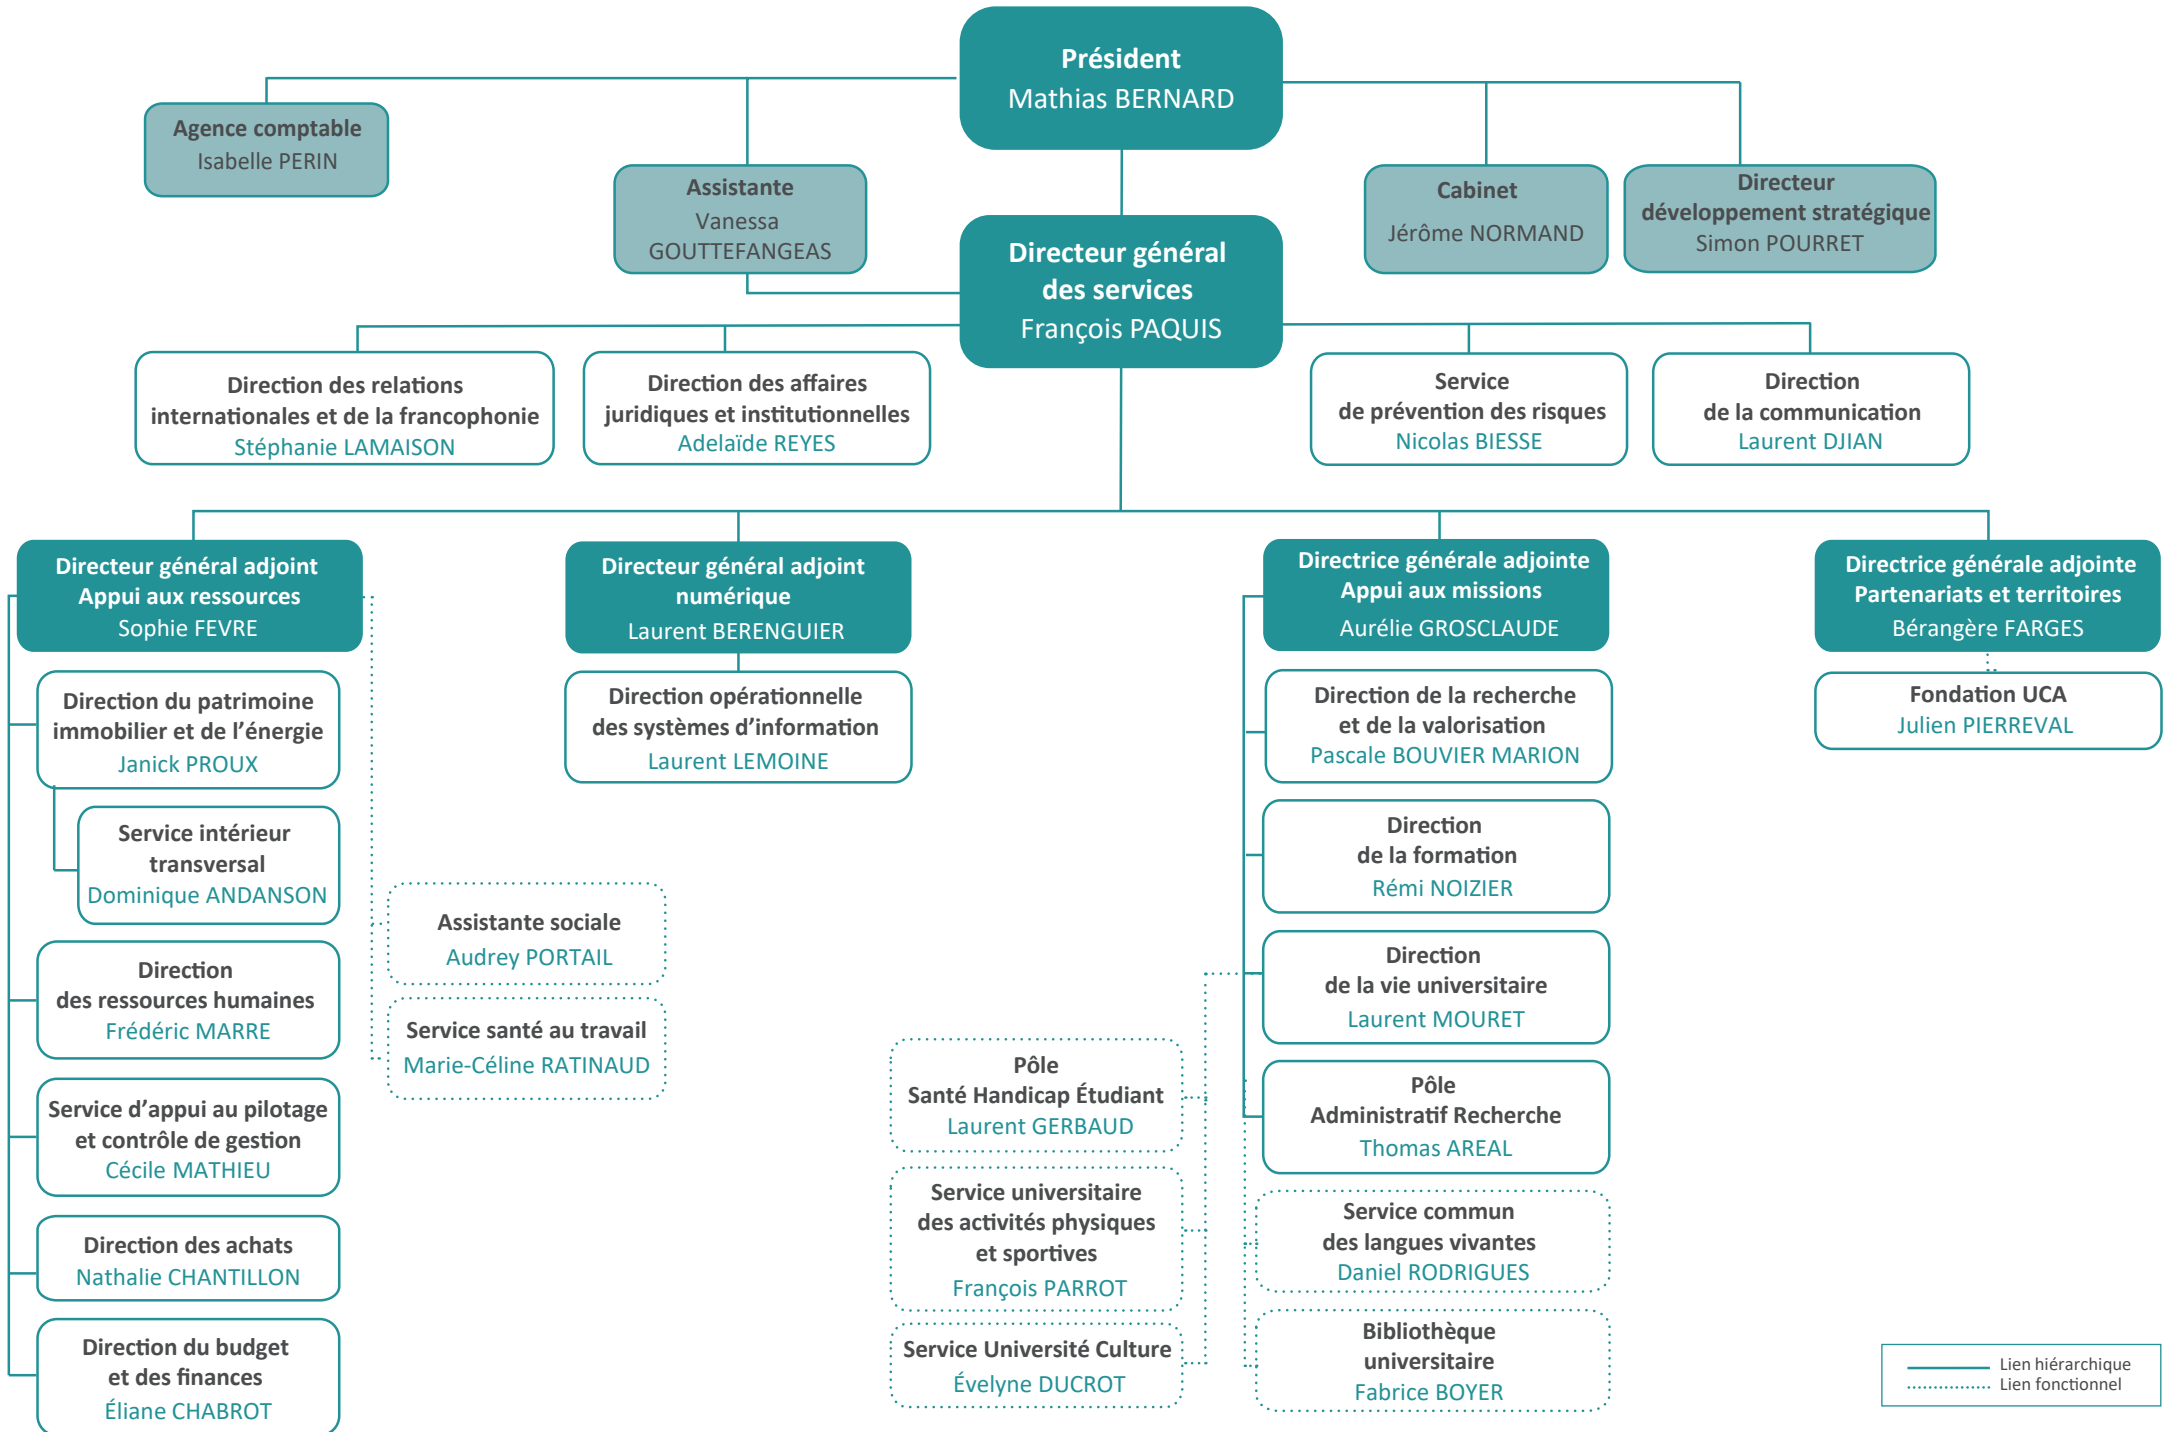 Président
Mathias BERNARD
Agence comptable
Isabelle PERIN
Assistante
Vanessa
GOUTTEFANGEAS
Cabinet
Jérôme NORMAND
Directeur
développement stratégique
Simon POURRET
Directeur général
des services
François PAQUIS
Direction des relations
internationales et de la francophonie
Stéphanie LAMAISON
Direction des affaires
juridiques et institutionnelles
Adelaïde REYES
Service
de prévention des risques
Nicolas BIESSE
Direction
de la communication
Laurent DJIAN
Directeur général adjoint
Appui aux ressources
Sophie FEVRE
Directeur général adjoint
numérique
Laurent BERENGUIER
Directrice générale adjointe
Appui aux missions
Aurélie GROSCLAUDE
Directrice générale adjointe
Partenariats et territoires
Bérangère FARGES
Direction du patrimoine
immobilier et de l'énergie
Janick PROUX
Service intérieur
transversal
Dominique ANDANSON
Direction
des ressources humaines
Frédéric MARRE
Service d'appui au pilotage
et contrôle de gestion
Cécile MATHIEU
Direction des achats
Nathalie CHANTILLON
Direction du budget
et des finances
Éliane CHABROT
Assistante sociale
Audrey PORTAIL
Service santé au travail
Marie-Céline RATINAUD
Direction opérationnelle
des systèmes d'information
Laurent LEMOINE
Direction de la recherche
et de la valorisation
Pascale BOUVIER MARION
Direction
de la formation
Rémi NOIZIER
Direction
de la vie universitaire
Laurent MOURET
Pôle
Santé Handicap Étudiant
Laurent GERBAUD
Service universitaire
des activités physiques
et sportives
François PARROT
Service Université Culture
Évelyne DUCROT
Pôle
Administratif Recherche
Thomas AREAL
Service commun
des langues vivantes
Daniel RODRIGUES
Bibliothèque
universitaire
Fabrice BOYER
Fondation UCA
Julien PIERREVAL
Lien hiérarchique
Lien fonctionnel